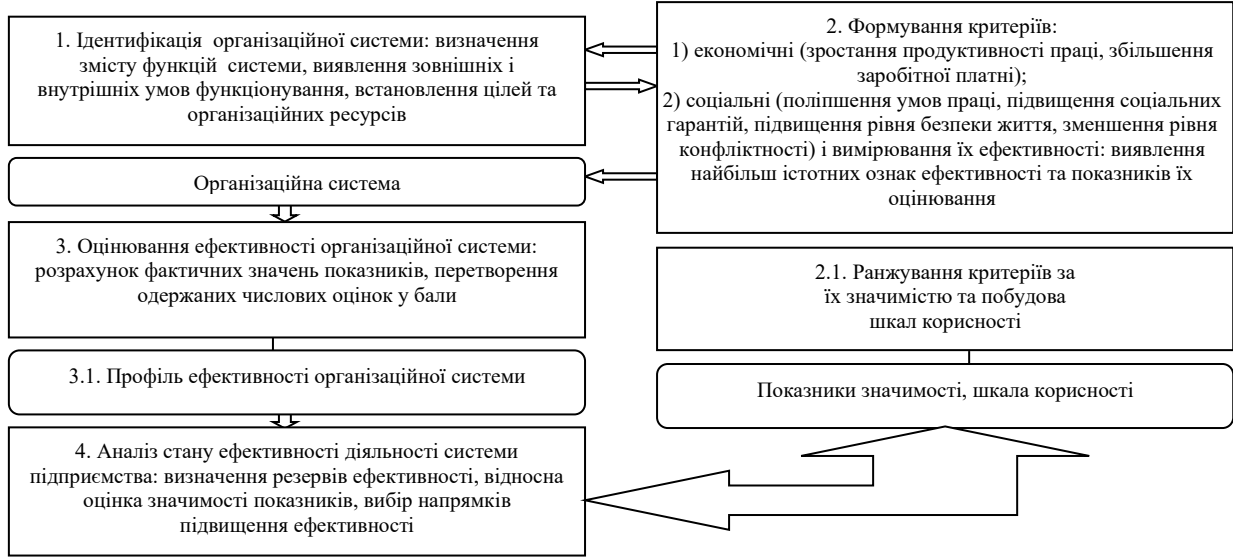 1. Ідентифікація організаційної системи: визначення
змісту функцій системи, виявлення зовнішніх і
внутрішніх умов функціонування, встановлення цілей та
організаційних ресурсів
Організаційна система
3. Оцінювання ефективності організаційної системи:
розрахунок фактичних значень показників, перетворення
одержаних числових оцінок у бали
3.1. Профіль ефективності організаційної системи
4. Аналіз стану ефективності діяльності системи
підприємства: визначення резервів ефективності, відносна
оцінка значимості показників, вибір напрямків
підвищення ефективності
2. Формування критеріїв:
1) економічні (зростання продуктивності праці, збільшення
заробітної платні);
2) соціальні (поліпшення умов праці, підвищення соціальних
гарантій, підвищення рівня безпеки життя, зменшення рівня
конфліктності) і вимірювання їх ефективності: виявлення
найбільш істотних ознак ефективності та показників їх
оцінювання
2.1. Ранжування критеріїв за
їх значимістю та побудова
шкал корисності
Показники значимості, шкала корисності